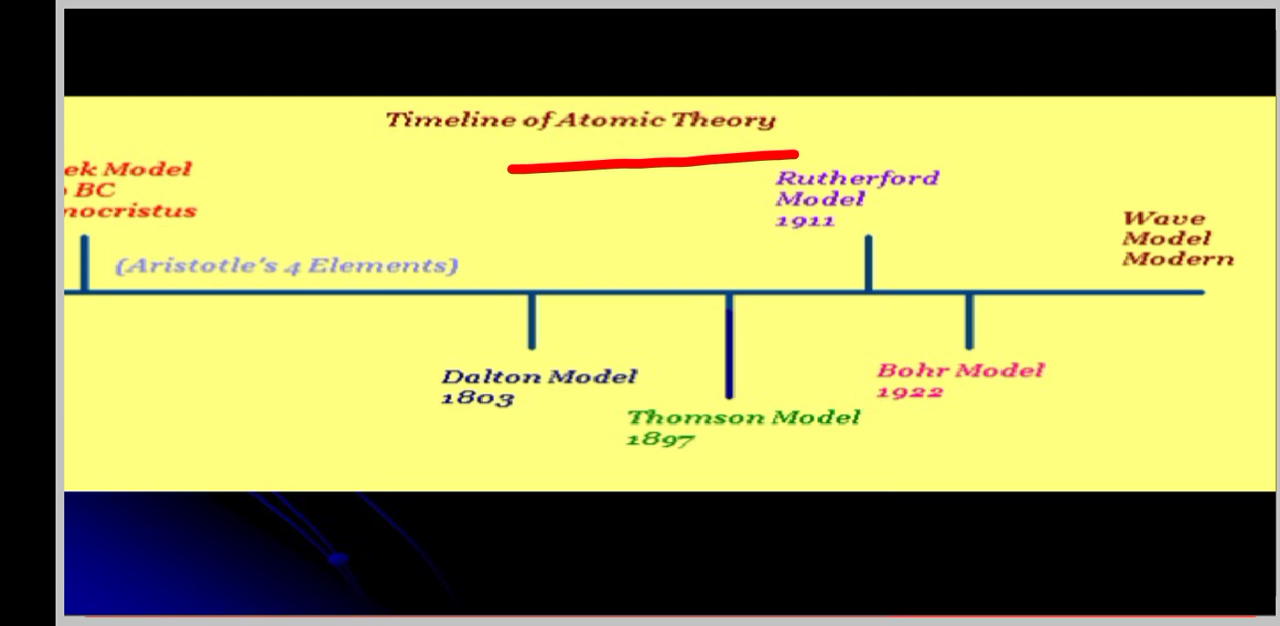 Timeline of Atomic Theory
ek Model
BC
nocristus
(Aristotle's 4 Elements)
Dalton Model
1803
Thomson Model
1897
Rutherford
Model
1911
Bohr Model
1922
Wave
Model
Modern